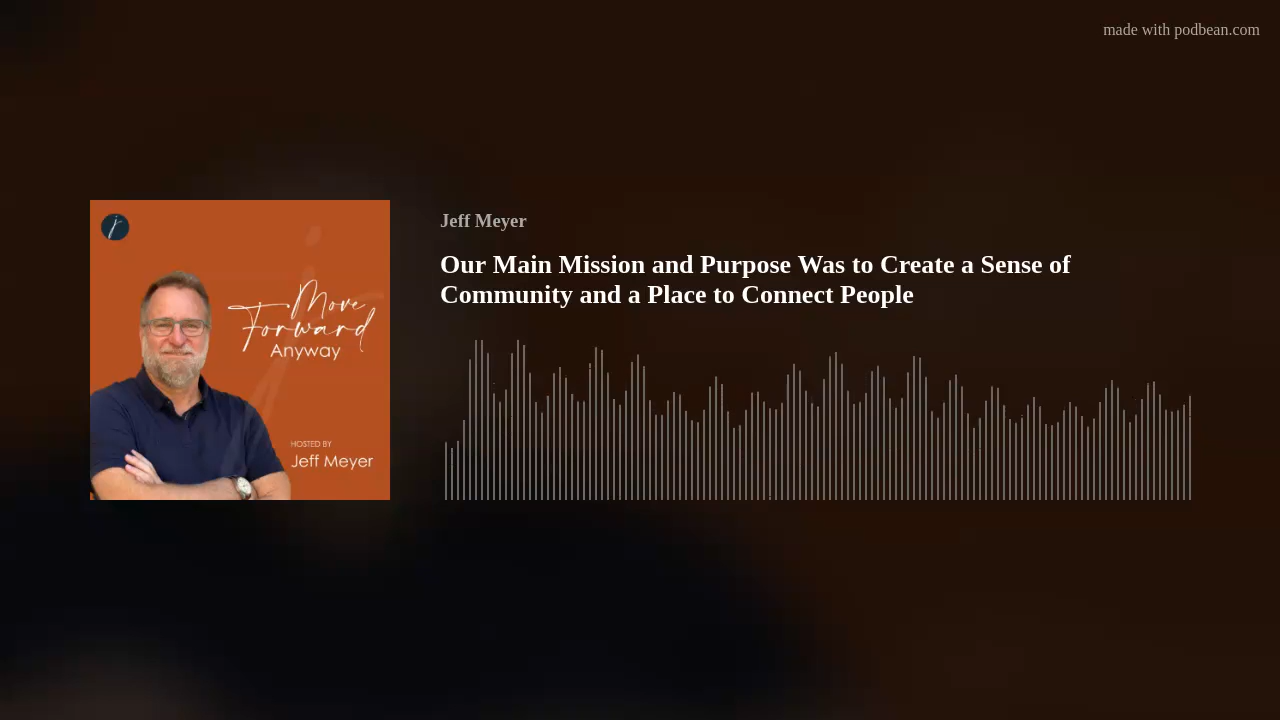 made with podbean.com
Jeff Meyer
Our Main Mission and Purpose Was to Create a Sense of
Community and a Place to Connect People
Move
Forward
Anyway
HOSTED BY
Jeff Meyer